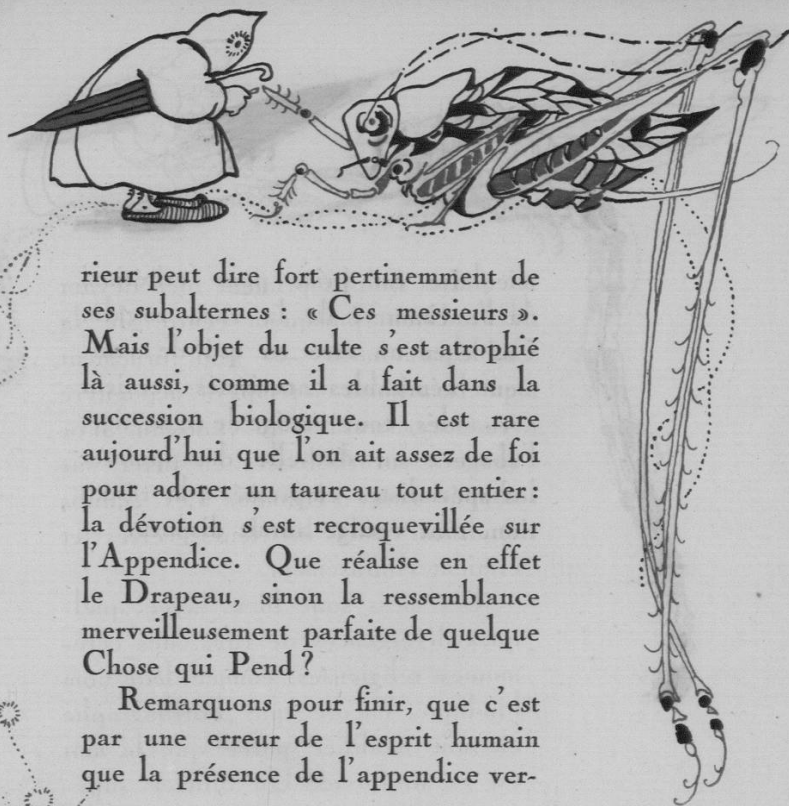 rieur peut dire fort pertinemment de
ses subalternes : « Ces messieurs ».
Mais l'objet du culte s'est atrophié
là aussi, comme il a fait dans la
succession biologique. Il est rare
aujourd'hui que l'on ait assez de foi
pour adorer un taureau tout entier :
la dévotion s'est recroquevillée sur
l'Appendice. Que réalise en effet
le Drapeau, sinon la ressemblance
merveilleusement parfaite de quelque
Chose qui Pend ?
Remarquons pour finir, que c'est
par une erreur de l'esprit humain
que la présence de l'appendice ver-